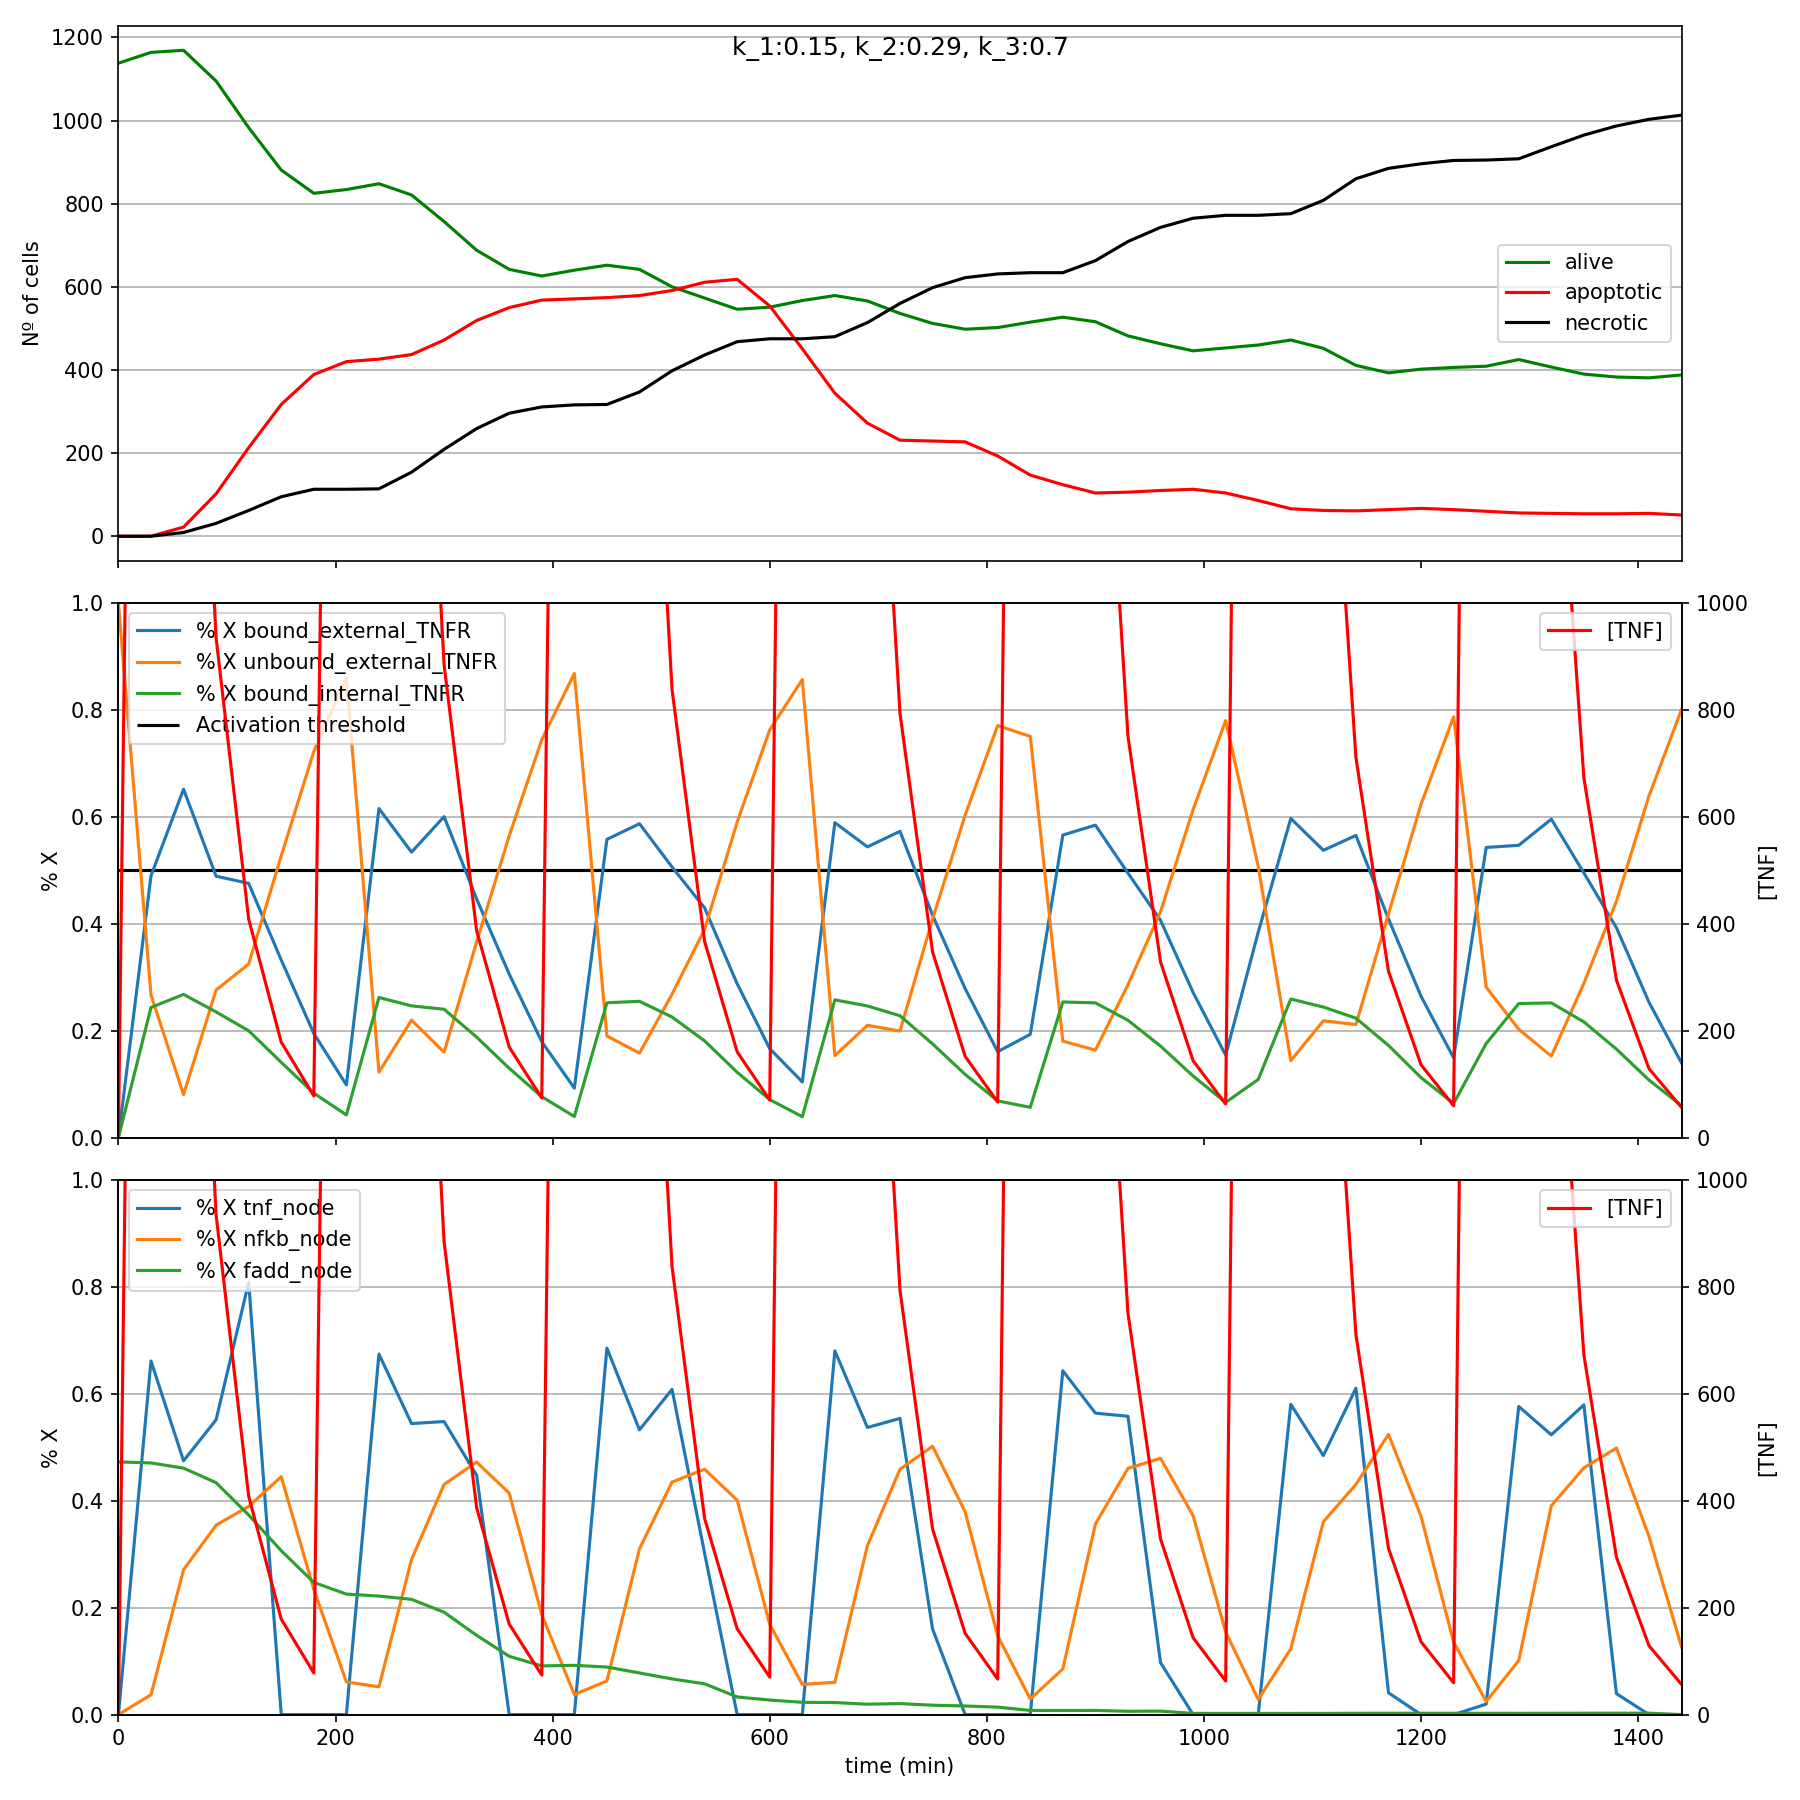 k_1:0.15, k_2:0.29, k_3:0.7
1200
1000
800
600
400
200
0
Nº of cells
alive
apoptotic
necrotic
1.0
0.8
0.6
0.4
0.2
0.0
% X
% X bound_external_TNFR
% X unbound_external_TNFR
% X bound_internal_TNFR
Activation threshold
[TNF]
1000
800
600
400
200
0
[TNF]
1.0
0.8
0.6
0.4
0.2
0.0
% X
% X tnf_node
% X nfkb_node
% X fadd_node
[TNF]
1000
800
600
400
200
0
[TNF]
0 200 400 600 800 1000 1200 1400
time (min)